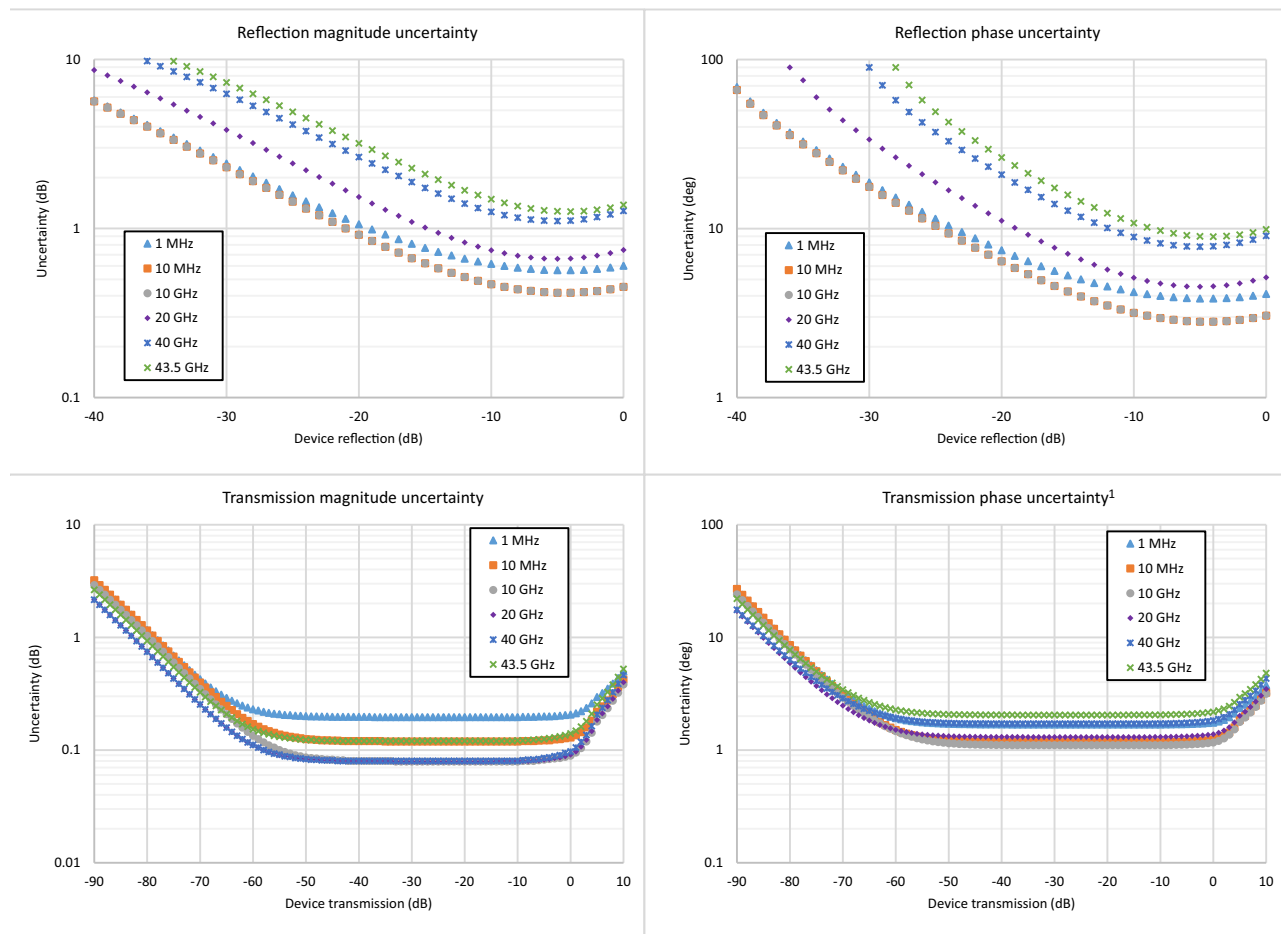 Reflection magnitude uncertainty
10
1
0.1
Uncertainty (dB)
1 MHz
10 MHz
10 GHz
20 GHz
40 GHz
43.5 GHz
-40 -30 -20 -10 0
Device reflection (dB)
Reflection phase uncertainty
100
10
1
Uncertainty (deg)
1 MHz
10 MHz
10 GHz
20 GHz
40 GHz
43.5 GHz
-40 -30 -20 -10 0
Device reflection (dB)
Transmission magnitude uncertainty
10
1
0.1
0.01
Uncertainty (dB)
1 MHz
10 MHz
10 GHz
20 GHz
40 GHz
43.5 GHz
-90 -80 -70 -60 -50 -40 -30 -20 -10 0 10
Device transmission (dB)
Transmission phase uncertainty¹
100
10
1
0.1
Uncertainty (deg)
1 MHz
10 MHz
10 GHz
20 GHz
40 GHz
43.5 GHz
-90 -80 -70 -60 -50 -40 -30 -20 -10 0 10
Device transmission (dB)